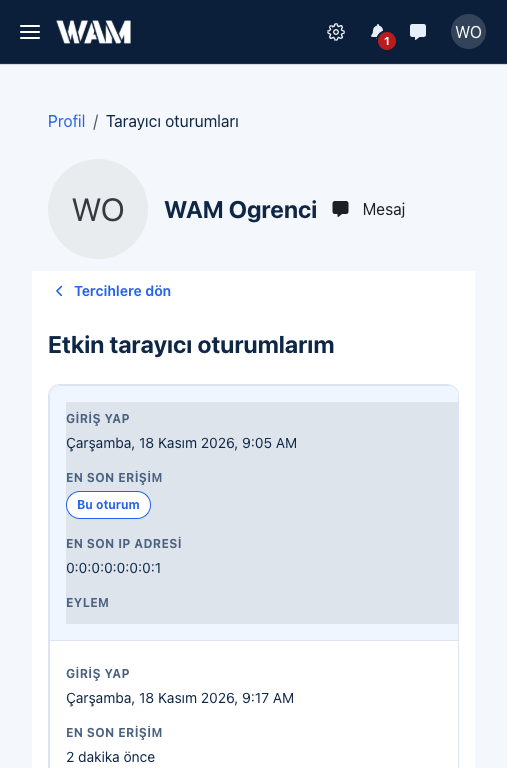 WAM
1
WO
Profil / Tarayıcı oturumları
WO
WAM Ogrenci
Mesaj
Tercihlere dön
Etkin tarayıcı oturumlarım
GİRİŞ YAP
Çarşamba, 18 Kasım 2026, 9:05 AM
EN SON ERİŞİM
Bu oturum
EN SON IP ADRESİ
0:0:0:0:0:0:0:1
EYLEM
GİRİŞ YAP
Çarşamba, 18 Kasım 2026, 9:17 AM
EN SON ERİŞİM
2 dakika önce